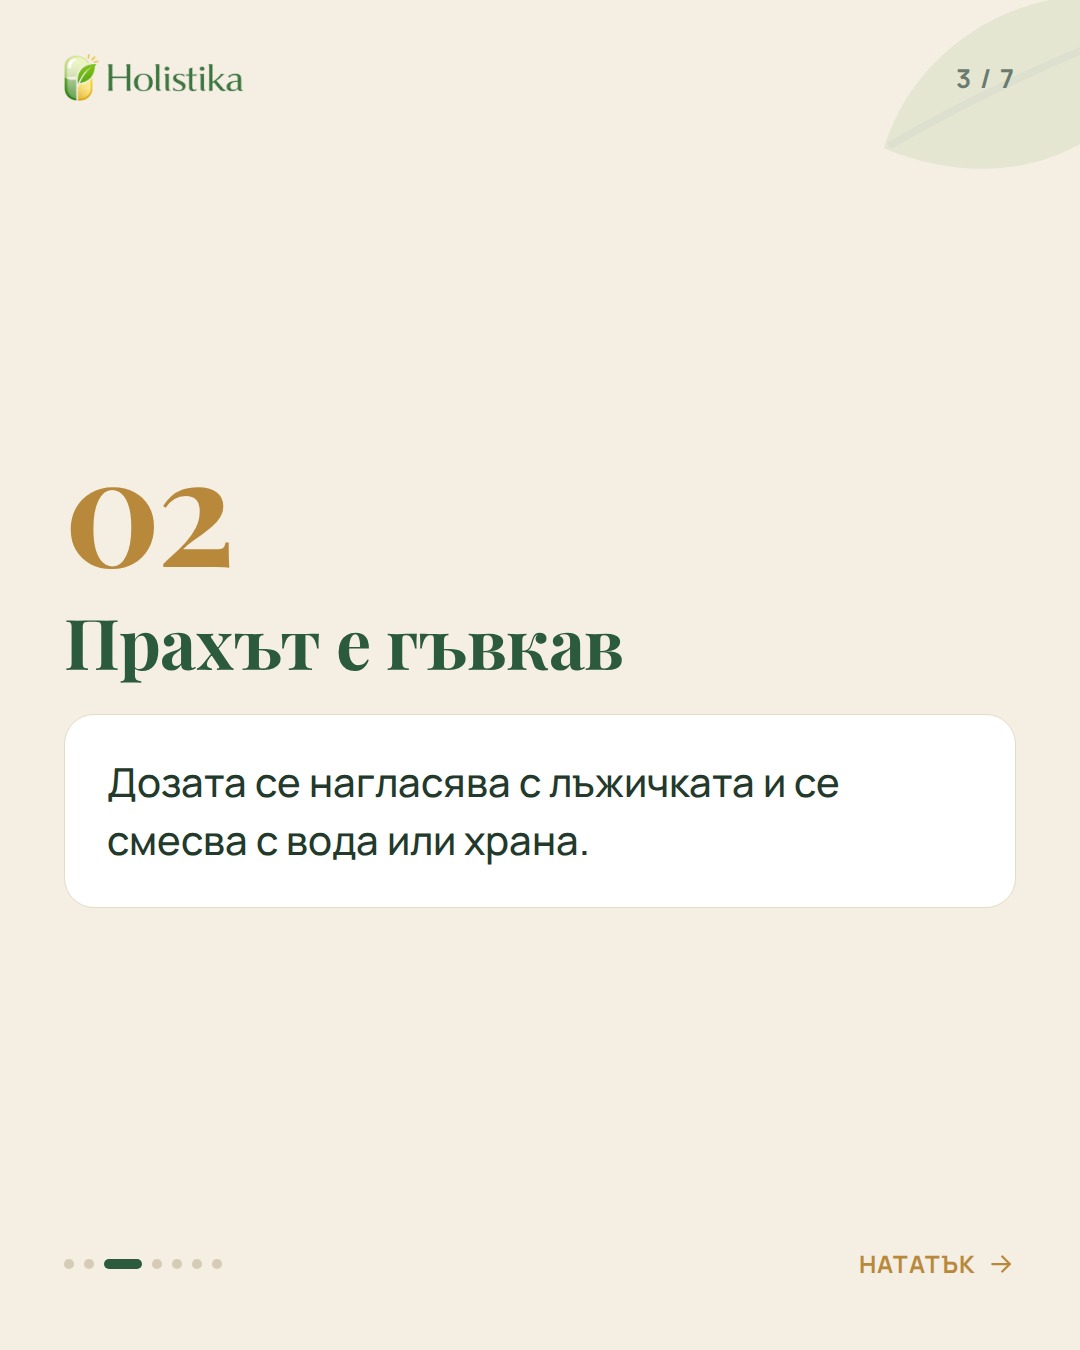 Holistika
3 / 7
02
Прахът е гъвкав
Дозата се нагласява с лъжичката и се
смесва с вода или храна.
НАТАТЪК →